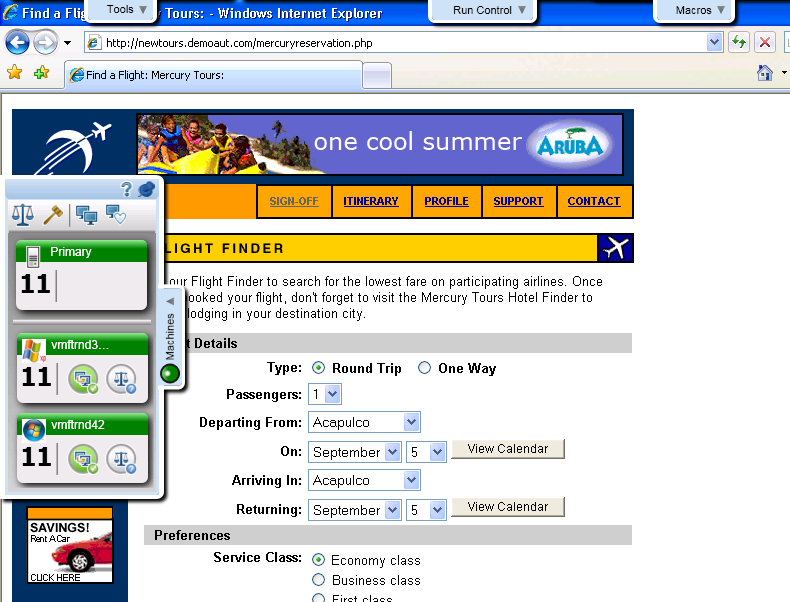 Find a Flig
Tools
y Tours: - Windows Internet Explorer
Run Control
Macros
http://newtours.demoaut.com/mercuryreservation.php
Find a Flight: Mercury Tours:
one cool summer
ARUBA
SIGN-OFF
ITINERARY
PROFILE
SUPPORT
CONTACT
?
Primary
11
vmftrnd3...
11
vmftrnd42
11
Machines
LIGHT FINDER
our Flight Finder to search for the lowest fare on participating airlines. Once
ooked your flight, don't forget to visit the Mercury Tours Hotel Finder to
lodging in your destination city.
t Details
Type:
Round Trip
One Way
Passengers:
1
Departing From:
Acapulco
On:
September
5
View Calendar
Arriving In:
Acapulco
Returning:
September
5
View Calendar
Preferences
Service Class:
Economy class
Business class
First class
SAVINGS!
Rent A Car
CLICK HERE